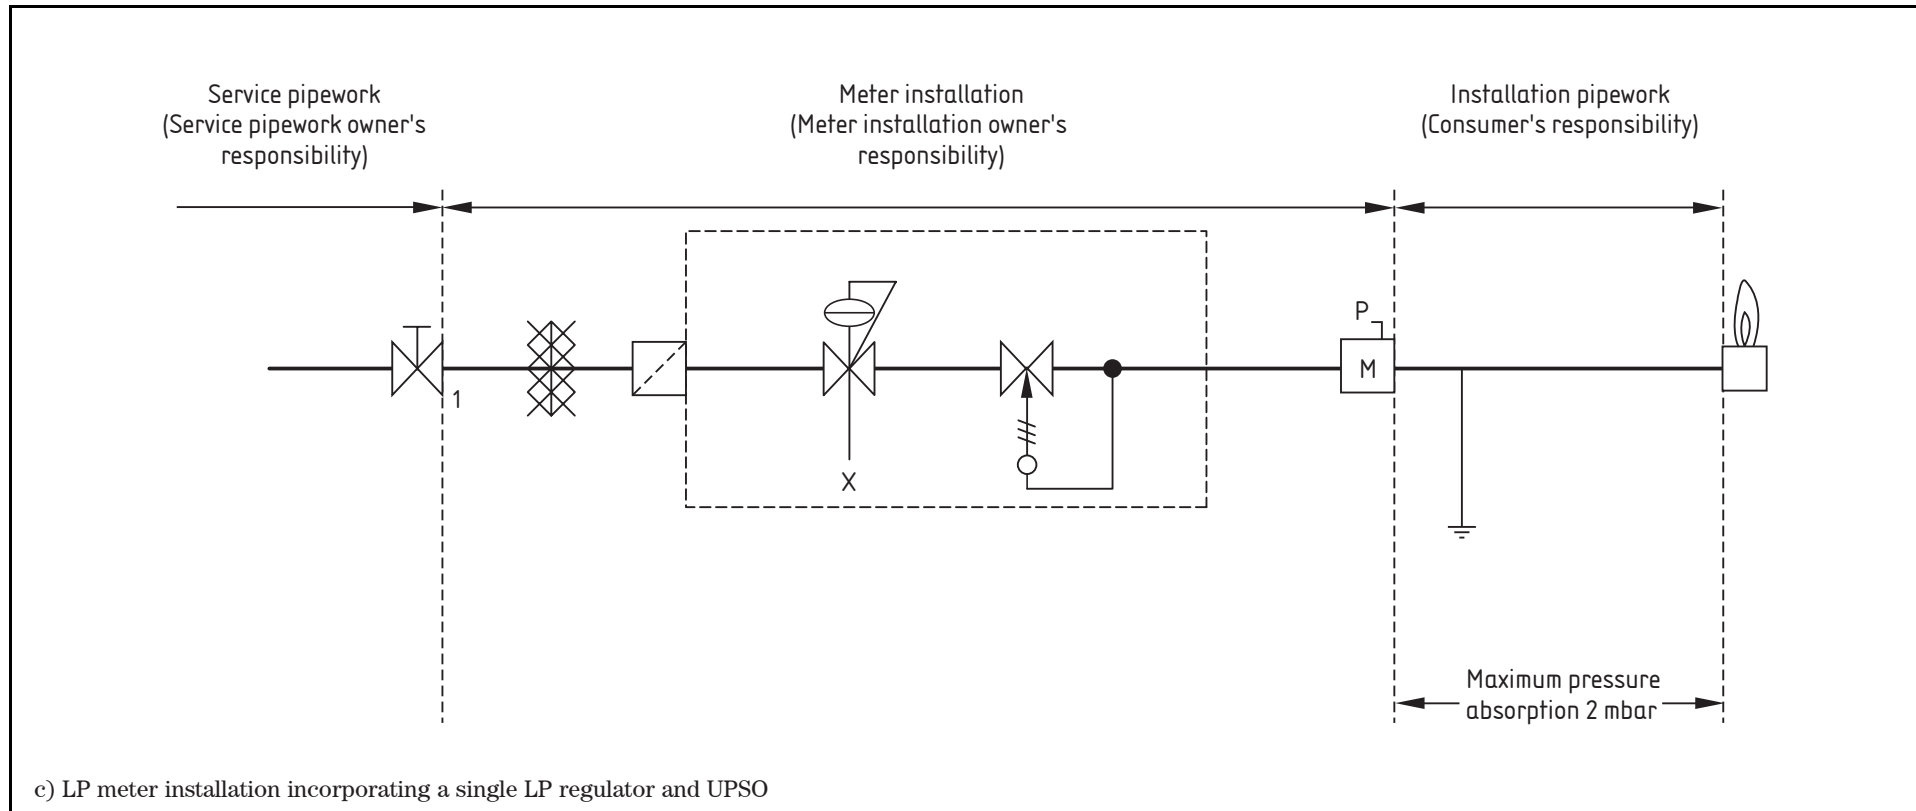 Service pipework
(Service pipework owner's
responsibility)
Meter installation
(Meter installation owner's
responsibility)
Installation pipework
(Consumer's responsibility)
P
M
1
X
Maximum pressure
absorption 2 mbar
c) LP meter installation incorporating a single LP regulator and UPSO